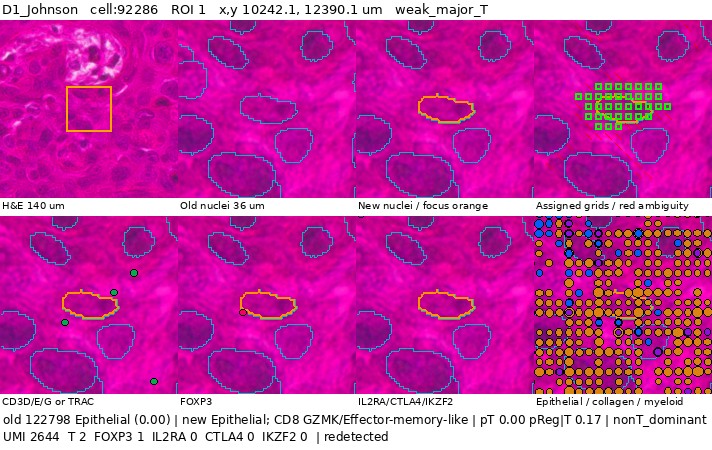 D1_Johnson cell:92286 ROI 1 x,y 10242.1, 12390.1 um weak_major_T
H&E 140 um
Old nuclei 36 um
New nuclei / focus orange
Assigned grids / red ambiguity
CD3D/E/G or TRAC
FOXP3
IL2RA/CTLA4/IKZF2
Epithelial / collagen / myeloid
old 122798 Epithelial (0.00) | new Epithelial; CD8 GZMK/Effector-memory-like | pT 0.00 pReg|T 0.17 | nonT_dominant
UMI 2644 T 2 FOXP3 1 IL2RA 0 CTLA4 0 IKZF2 0 | redetected